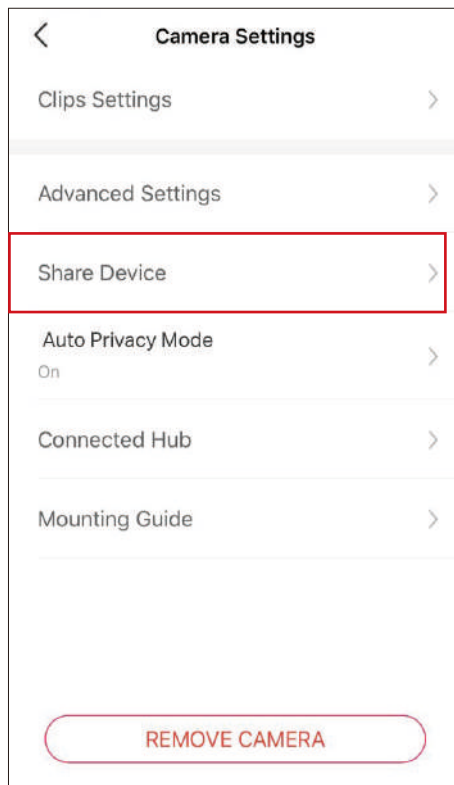 Camera Settings
Clips Settings
Advanced Settings
Share Device
Auto Privacy Mode
On
Connected Hub
Mounting Guide
REMOVE CAMERA